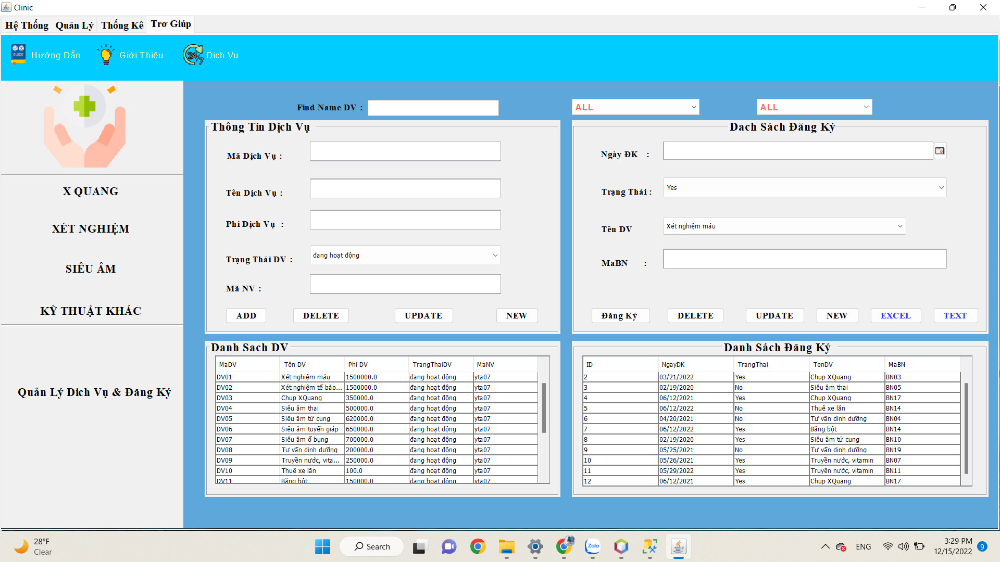 Clinic
Hệ Thống Quản Lý Thống Kê Trơ Giúp
GUIDE Hướng Dẫn Giới Thiệu 24/7 Dịch Vụ
Find Name DV : ALL ALL
Thông Tin Dịch Vụ
Mã Dịch Vụ :
Tên Dịch Vụ :
Phí Dịch Vụ :
Trạng Thái DV : đang hoạt động
Mã NV :
ADD DELETE UPDATE NEW
Dach Sách Đăng Ký
Ngày ĐK :
Trạng Thái : Yes
Tên DV Xét nghiệm máu
MaBN :
Đăng Ký DELETE UPDATE NEW EXCEL TEXT
X QUANG
XÉT NGHIỆM
SIÊU ÂM
KỸ THUẬT KHÁC
Quản Lý Dich Vụ & Đăng Ký
Danh Sach DV
MaDV Tên DV Phí DV TrangThaiDV MaNV
DV01 Xét nghiệm máu 1500000.0 đang hoạt động yta07
DV02 Xét nghiệm tế bào... 1500000.0 đang hoạt động yta07
DV03 Chup XQuang 350000.0 đang hoạt động yta07
DV04 Siêu âm thai 500000.0 đang hoạt động yta07
DV05 Siêu âm tử cung 620000.0 đang hoạt động yta07
DV06 Siêu âm tuyến giáp 650000.0 đang hoạt động yta07
DV07 Siêu âm ổ bụng 700000.0 đang hoạt động yta07
DV08 Tư vấn dinh dưỡng 200000.0 đang hoạt động yta07
DV09 Truyền nước, vita... 250000.0 đang hoạt động yta07
DV10 Thuê xe lăn 100.0 đang hoạt động yta07
DV11 Băng bột 150000.0 đang hoạt động yta07
Danh Sách Đăng Ký
ID NgayDK TrangThai TenDV MaBN
2 03/21/2022 Yes Chup XQuang BN03
3 02/19/2020 No Siêu âm thai BN05
4 06/12/2021 Yes Chup XQuang BN17
5 06/12/2022 No Thuê xe lăn BN14
6 04/20/2021 No Tư vấn dinh dưỡng BN04
7 06/12/2022 Yes Băng bột BN14
8 02/19/2020 Yes Siêu âm tử cung BN10
9 05/25/2021 No Tư vấn dinh dưỡng BN19
10 05/26/2021 Yes Truyền nước, vitamin BN07
11 05/29/2022 Yes Truyền nước, vitamin BN11
12 06/12/2021 Yes Chup XQuang BN17
28°F
Clear
Search
Zalo
ENG
3:29 PM
12/15/2022
9